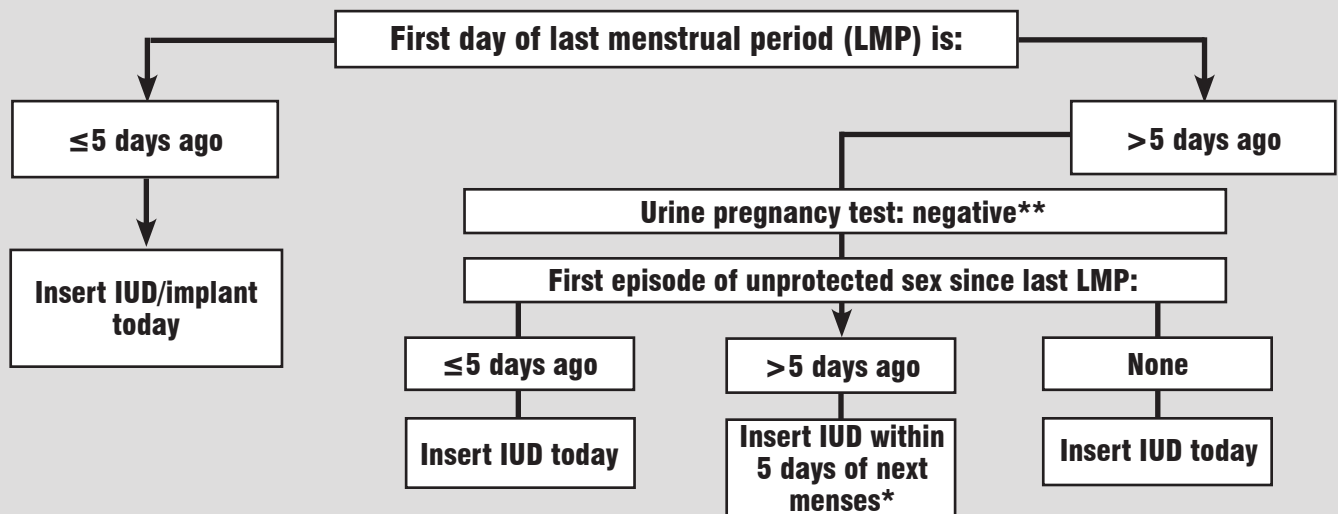 First day of last menstrual period (LMP) is:
≤5 days ago
>5 days ago
Urine pregnancy test: negative**
Insert IUD/implant
today
First episode of unprotected sex since last LMP:
≤5 days ago
>5 days ago
None
Insert IUD today
Insert IUD within
5 days of next
menses*
Insert IUD today